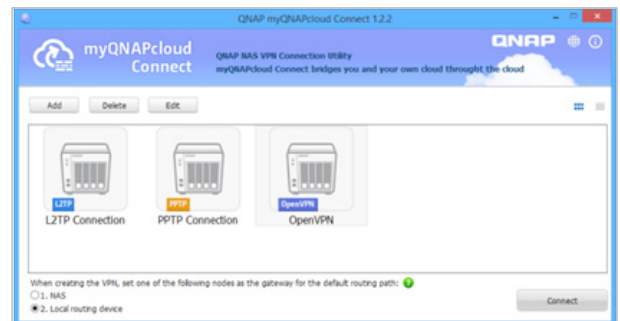 QNAP myQNAPcloud Connect 1.2.2
myQNAPcloud
Connect
QNAP NAS VPN Connection Utility
myQNAPcloud Connect bridges you and your own cloud throught the cloud
QNAP
Add
Delete
Edit
L2TP
PPTP
OpenVPN
L2TP Connection
PPTP Connection
OpenVPN
When creating the VPN, set one of the following nodes as the gateway for the default routing path:
1. NAS
2. Local routing device
Connect